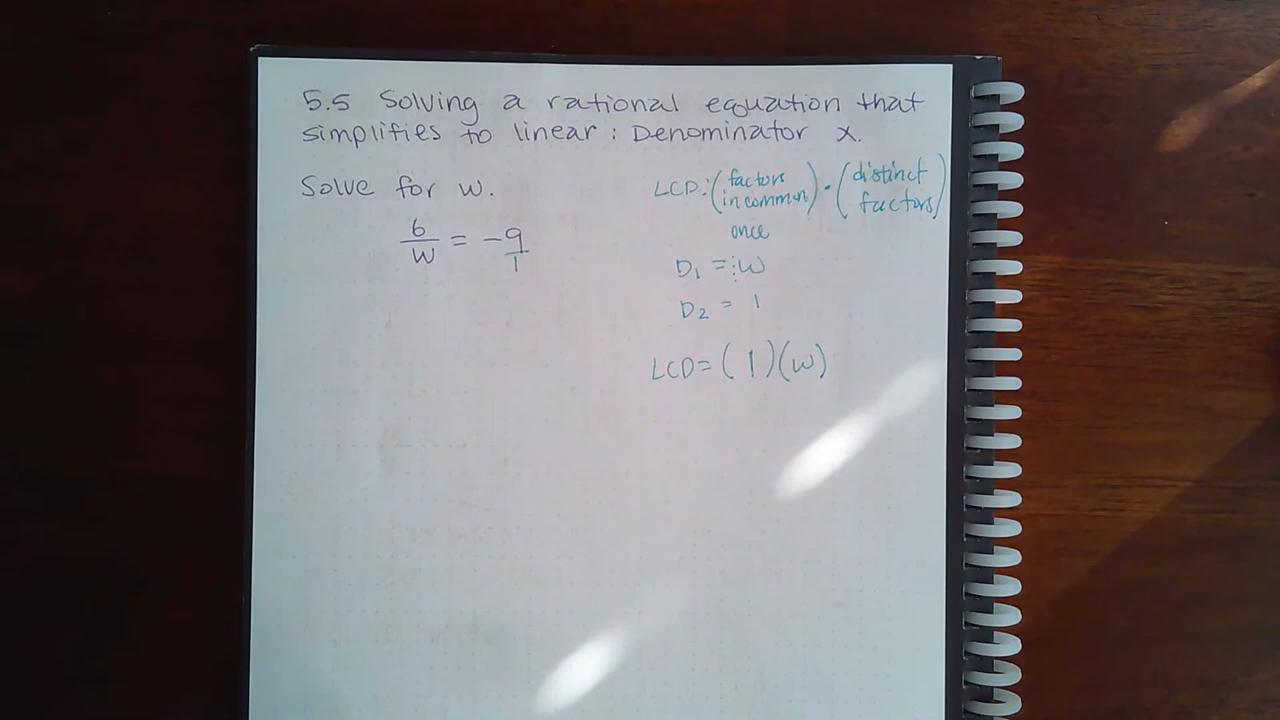 5.5 Solving a rational equation that
simplifies to linear: Denominator x.
Solve for w.
6/w = -9/1
LCD: (factors in common) · (distinct factors)
once
D1 = w
D2 = 1
LCD = (1)(w)